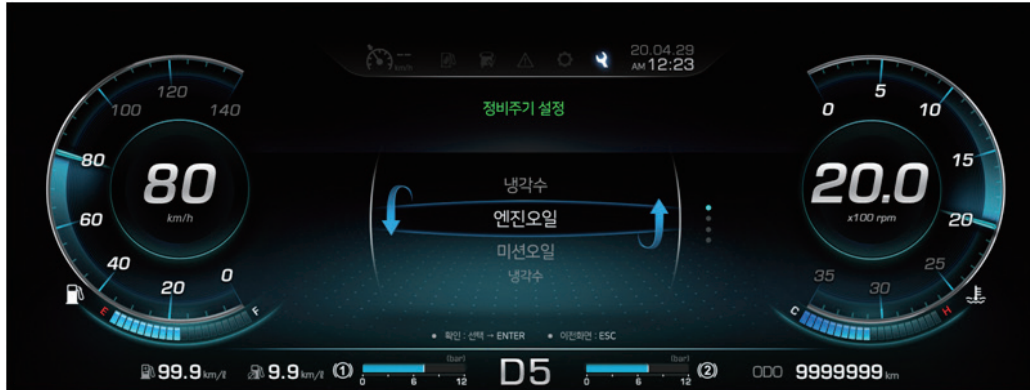 20.04.29
-- km/h
AM 12:23
정비주기 설정
120
100
140
80
60
40
20
0
80
km/h
E
F
냉각수
엔진오일
미션오일
냉각수
0
5
10
15
20
25
30
35
20.0
x100 rpm
C
H
• 확인 : 선택 → ENTER • 이전화면 : ESC
99.9 km/ℓ 9.9 km/ℓ (1) (bar) 0 6 12
D5
(bar) 0 6 12 (2)
ODO 9999999 km